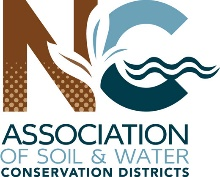 NC
ASSOCIATION
OF SOIL & WATER
CONSERVATION DISTRICTS